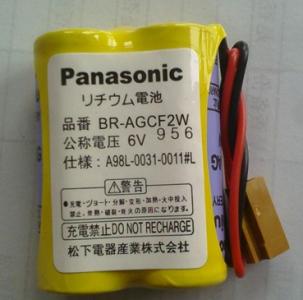 Panasonic
リチウム電池
品番 BR-AGCF2W
公称電圧 6V 956
仕様: A98L-0031-0011#L
⚠警告
充電禁止DO NOT RECHARGE
松下電器産業株式会社